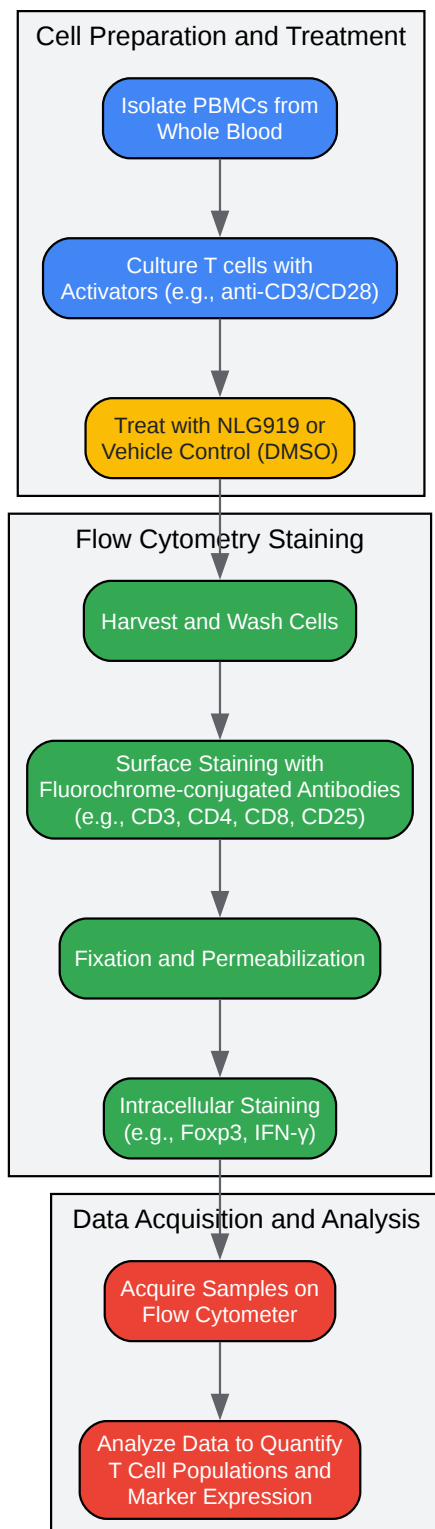 Cell Preparation and Treatment
Isolate PBMCs from
Whole Blood
Culture T cells with
Activators (e.g., anti-CD3/CD28)
Treat with NLG919 or
Vehicle Control (DMSO)
Flow Cytometry Staining
Harvest and Wash Cells
Surface Staining with
Fluorochrome-conjugated Antibodies
(e.g., CD3, CD4, CD8, CD25)
Fixation and Permeabilization
Intracellular Staining
(e.g., Foxp3, IFN-γ)
Data Acquisition and Analysis
Acquire Samples on
Flow Cytometer
Analyze Data to Quantify
T Cell Populations and
Marker Expression